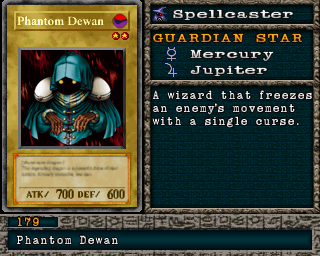 Phantom Dewan
ATK/ 700 DEF/ 600
Spellcaster
GUARDIAN STAR
Mercury
Jupiter
A wizard that freezes
an enemy's movement
with a single curse.
179
Phantom Dewan